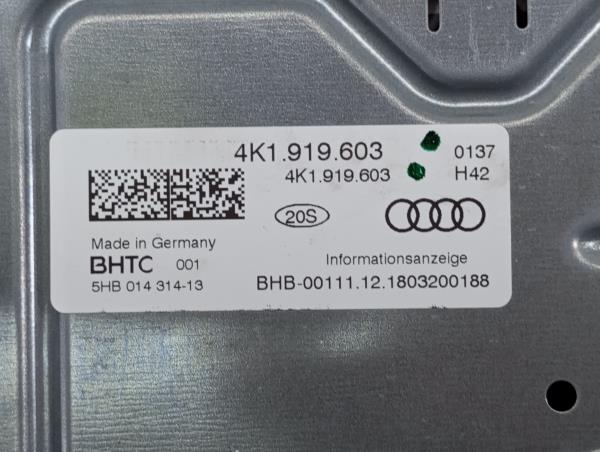 4K1.919.603 0137
4K1.919.603 H42
20S
Made in Germany
BHTC 001 Informationsanzeige
5HB 014 314-13 BHB-00111.12.1803200188